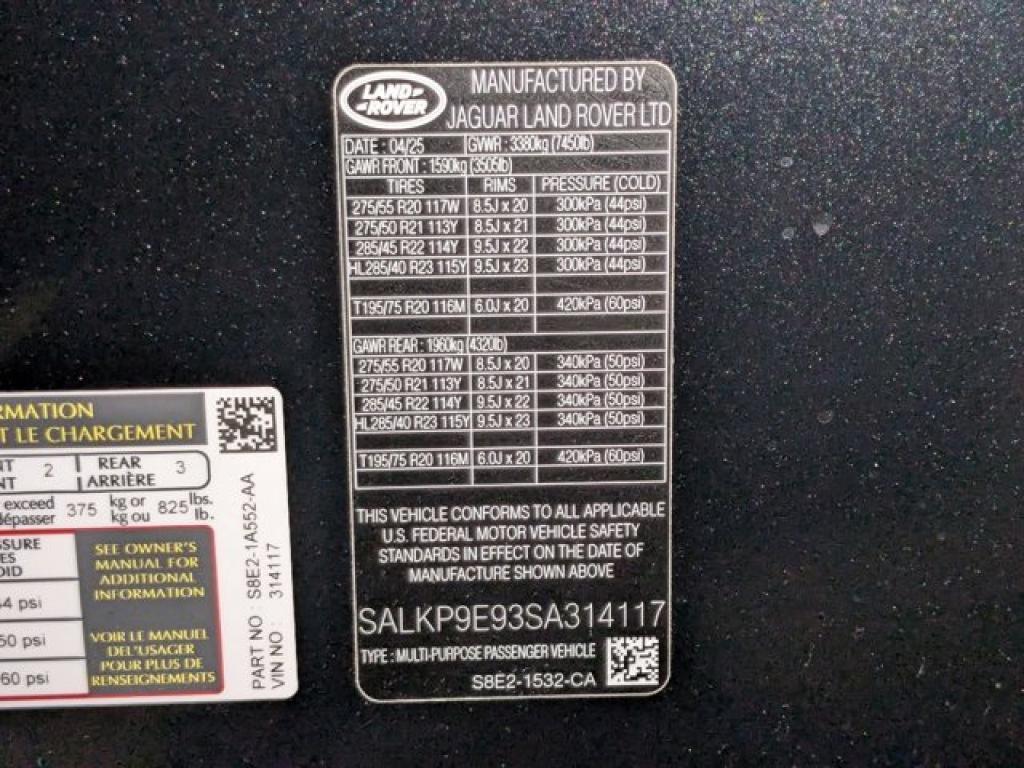 LAND
ROVER
MANUFACTURED BY
JAGUAR LAND ROVER LTD
DATE : 04/25 GVWR : 3380kg (7450lb)
GAWR FRONT : 1590kg (3505lb)
TIRES RIMS PRESSURE (COLD)
275/55 R20 117W 8.5J x 20 300kPa (44psi)
275/50 R21 113Y 8.5J x 21 300kPa (44psi)
285/45 R22 114Y 9.5J x 22 300kPa (44psi)
HL285/40 R23 115Y 9.5J x 23 300kPa (44psi)
T195/75 R20 116M 6.0J x 20 420kPa (60psi)
GAWR REAR : 1960kg (4320lb)
275/55 R20 117W 8.5J x 20 340kPa (50psi)
275/50 R21 113Y 8.5J x 21 340kPa (50psi)
285/45 R22 114Y 9.5J x 22 340kPa (50psi)
HL285/40 R23 115Y 9.5J x 23 340kPa (50psi)
T195/75 R20 116M 6.0J x 20 420kPa (60psi)
THIS VEHICLE CONFORMS TO ALL APPLICABLE
U.S. FEDERAL MOTOR VEHICLE SAFETY
STANDARDS IN EFFECT ON THE DATE OF
MANUFACTURE SHOWN ABOVE
SALKP9E93SA314117
TYPE : MULTI-PURPOSE PASSENGER VEHICLE
S8E2-1532-CA
RMATION
T LE CHARGEMENT
NT 2 REAR 3
NT ARRIÈRE
exceed 375 kg or 825 lbs.
dépasser kg ou lb.
SSURE
ES
OID
4 psi
50 psi
60 psi
SEE OWNER'S
MANUAL FOR
ADDITIONAL
INFORMATION
VOIR LE MANUEL
DEL'USAGER
POUR PLUS DE
RENSEIGNEMENTS
PART NO : S8E2-1A552-AA
VIN NO : 314117